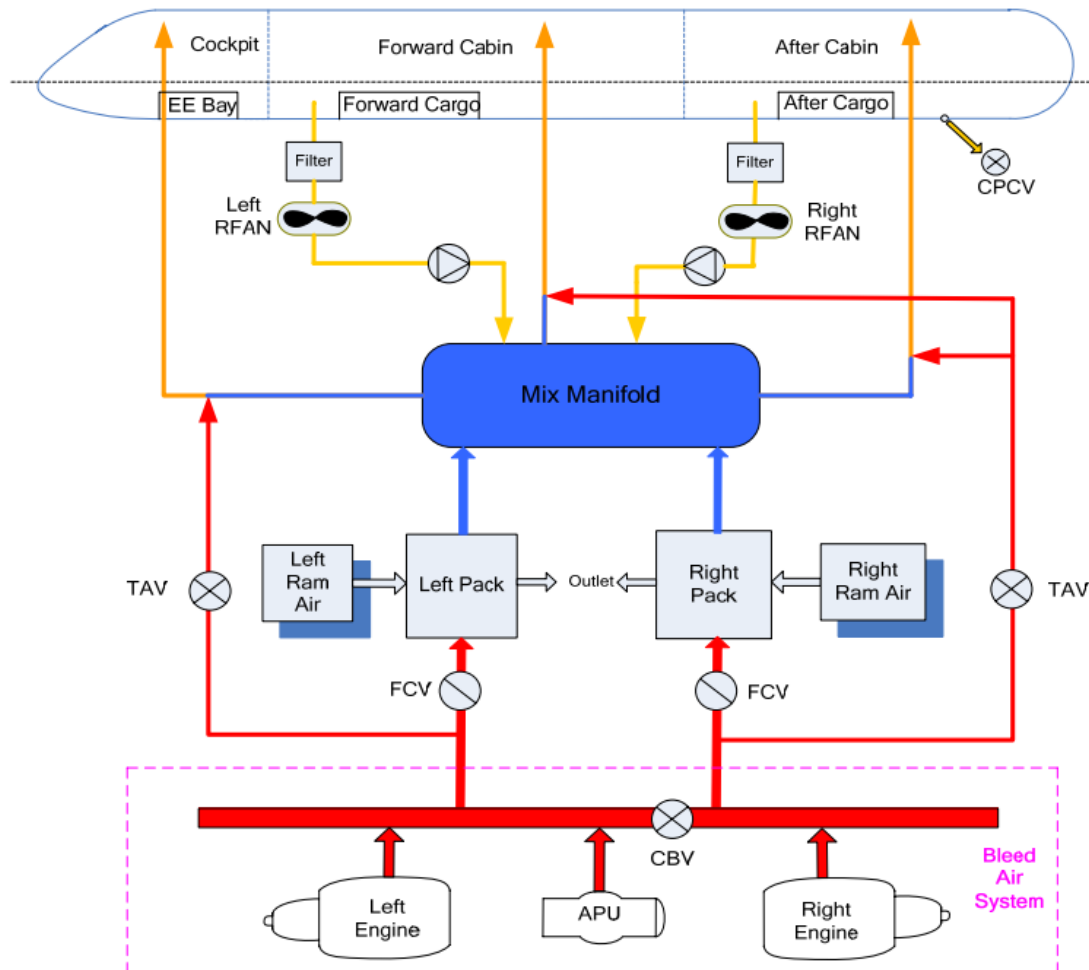 Cockpit
Forward Cabin
After Cabin
EE Bay
Forward Cargo
After Cargo
Filter
Filter
CPCV
Left
RFAN
Right
RFAN
Mix Manifold
Left
Ram
Air
Left Pack
Outlet
Right
Pack
Right
Ram Air
TAV
TAV
FCV
FCV
CBV
Bleed
Air
System
Left
Engine
APU
Right
Engine